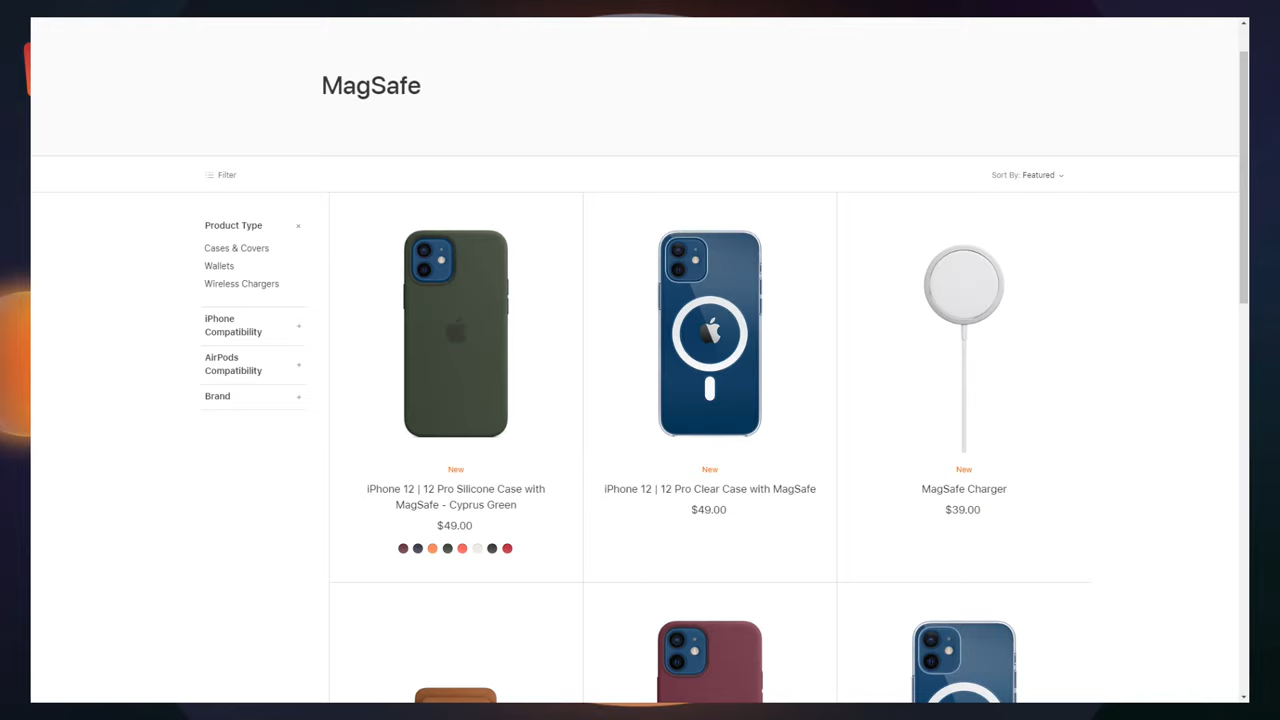 MagSafe
Filter
Sort By: Featured
Product Type
Cases & Covers
Wallets
Wireless Chargers
iPhone
Compatibility
AirPods
Compatibility
Brand
New
iPhone 12 | 12 Pro Silicone Case with
MagSafe - Cyprus Green
$49.00
New
iPhone 12 | 12 Pro Clear Case with MagSafe
$49.00
New
MagSafe Charger
$39.00